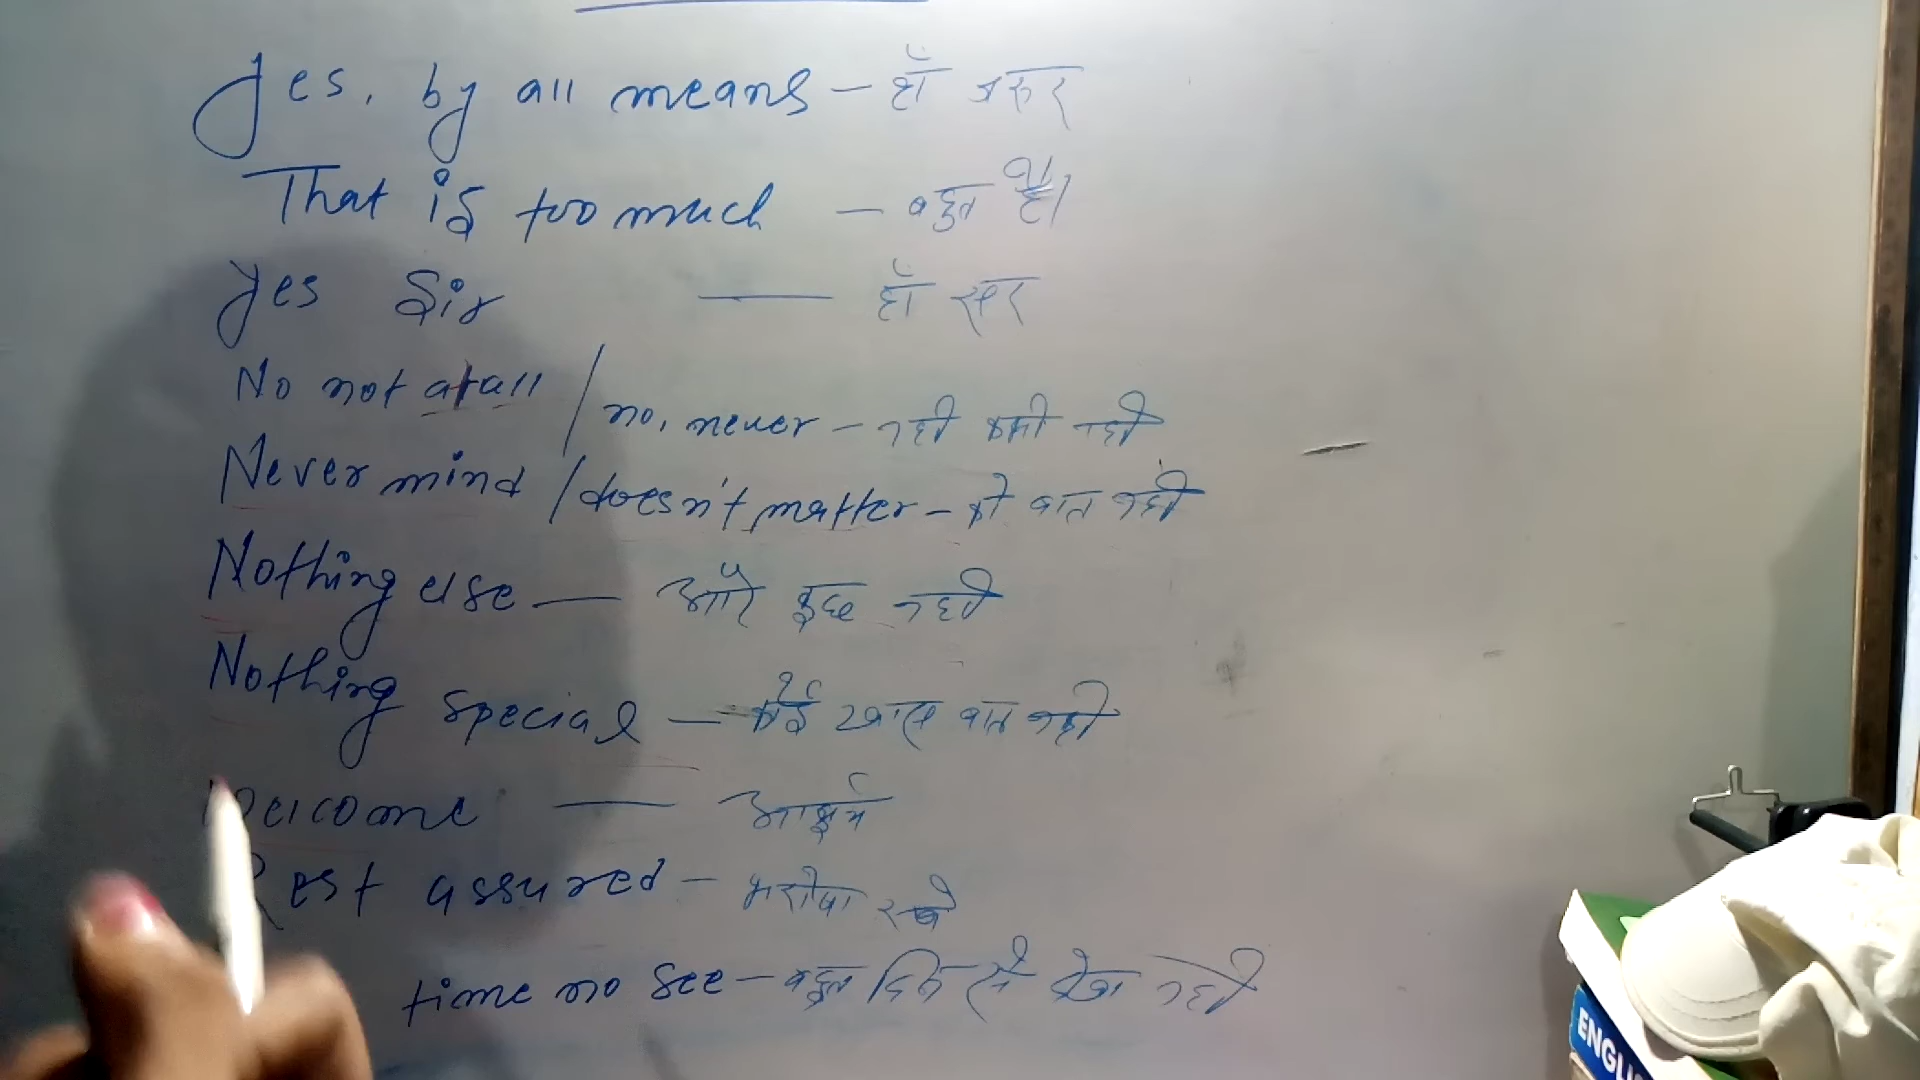 Yes, by all means – हाँ जरूर
That is too much – बहुत है।
Yes Sir — हाँ सर
No not at all / no, never – नही कभी नही
Never mind / doesn't matter – को बात नही
Nothing else — और कुछ नही
Nothing special – कोई खास बात नही
Welcome — आइये
Rest assured – भरोसा रखे
time no see – बहुत दिन से देखा नही
ENGLIS